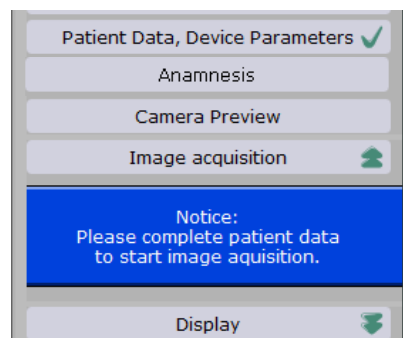 Patient Data, Device Parameters
Anamnesis
Camera Preview
Image acquisition
Notice:
Please complete patient data
to start image aquisition.
Display